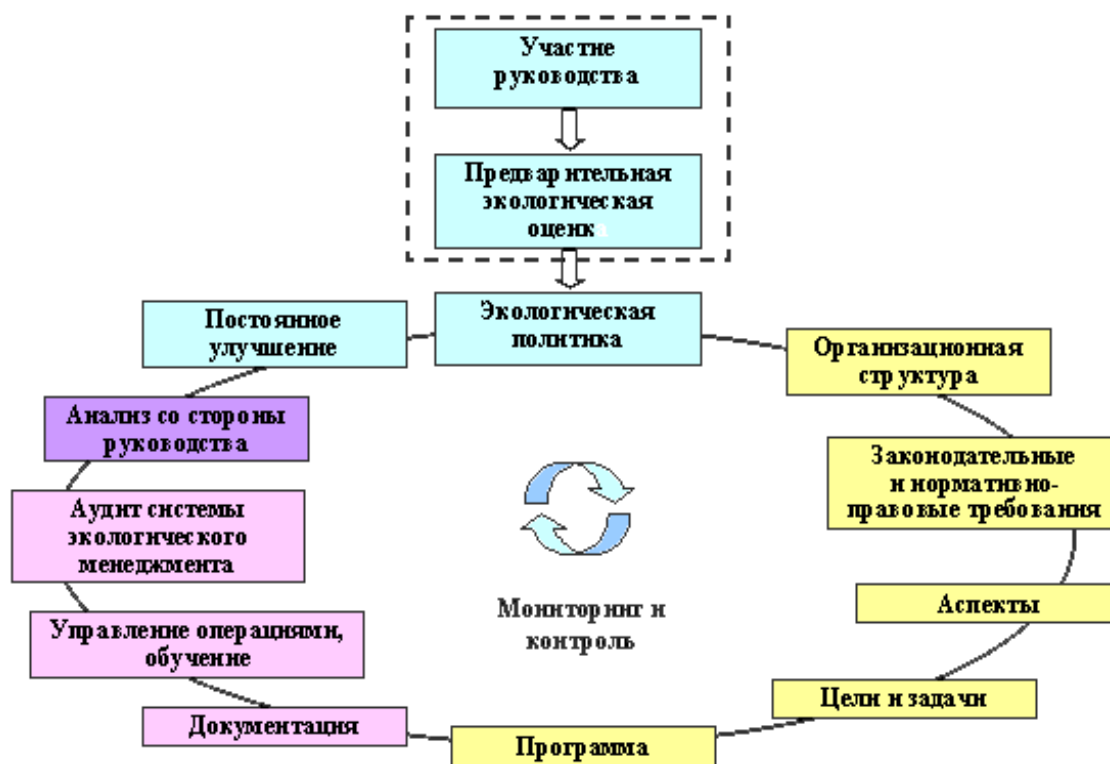 Участие
руководства
Предварительная
экологическая
оценка
Экологическая
политика
Постоянное
улучшение
Организационная
структура
Анализ со стороны
руководства
Законодательные
и нормативно-
правовые требования
Аудит системы
экологического
менеджмента
Аспекты
Мониторинг и
контроль
Управление операциями,
обучение
Цели и задачи
Документация
Программа